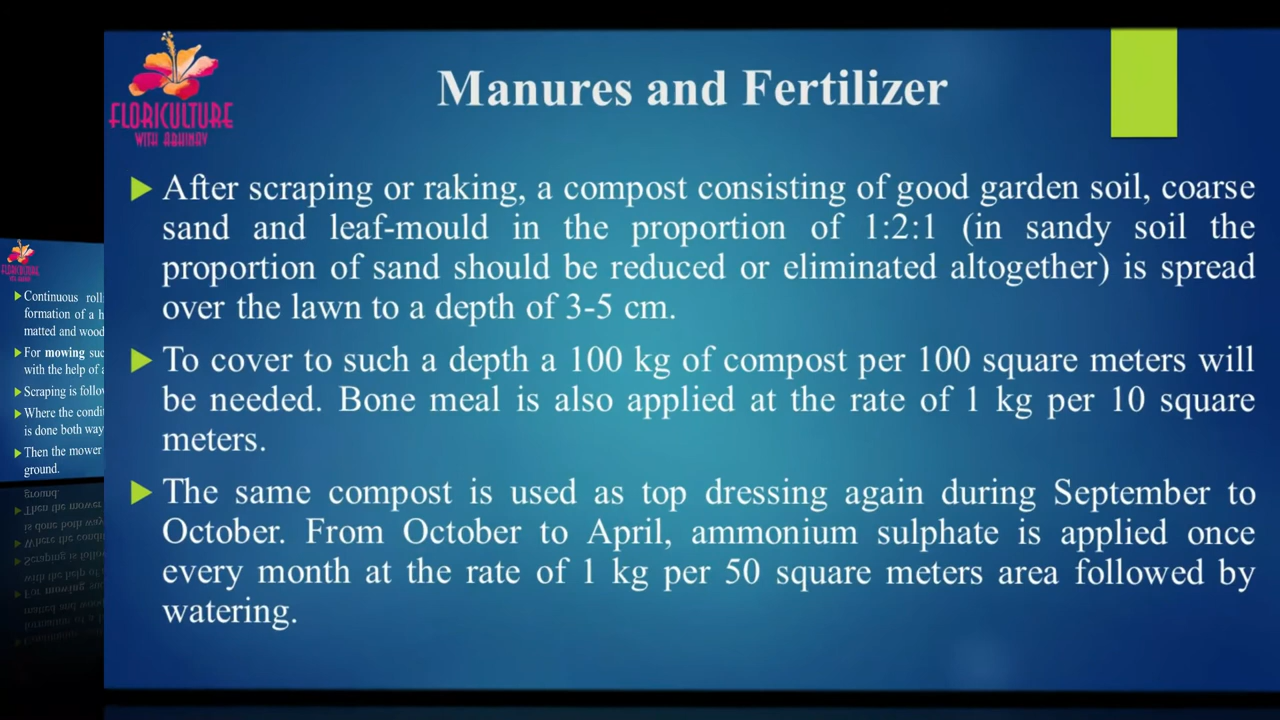 FLORICULTURE
WITH ABHINAV
Manures and Fertilizer
After scraping or raking, a compost consisting of good garden soil, coarse
sand and leaf-mould in the proportion of 1:2:1 (in sandy soil the
proportion of sand should be reduced or eliminated altogether) is spread
over the lawn to a depth of 3-5 cm.
To cover to such a depth a 100 kg of compost per 100 square meters will
be needed. Bone meal is also applied at the rate of 1 kg per 10 square
meters.
The same compost is used as top dressing again during September to
October. From October to April, ammonium sulphate is applied once
every month at the rate of 1 kg per 50 square meters area followed by
watering.
FLORICULTURE
Continuous
formation of a
matted and
For mowing
with the help of
Scraping is
Where the
is done both
Then the mower
ground.